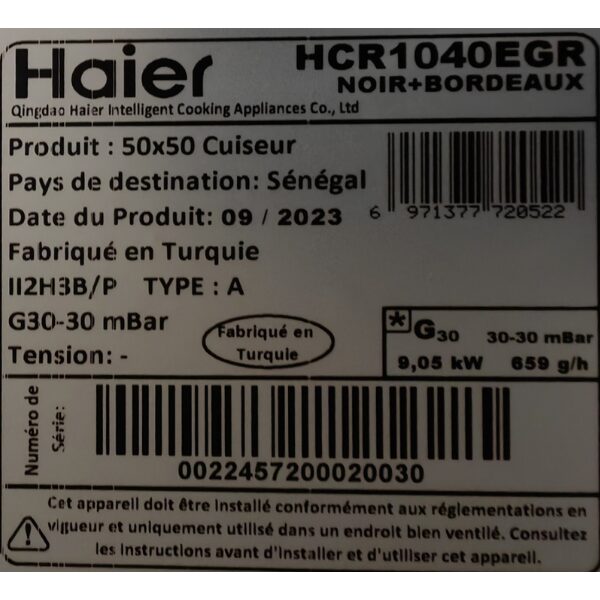 Haier
HCR1040EGR
NOIR+BORDEAUX
Qingdao Haier Intelligent Cooking Appliances Co., Ltd
Produit : 50x50 Cuiseur
Pays de destination: Sénégal
Date du Produit: 09 / 2023
6 971377 720522
Fabriqué en Turquie
II2H3B/P TYPE : A
G30-30 mBar
Tension: -
Fabriqué en
Turquie
* G30 30-30 mBar
9,05 kW 659 g/h
Numéro de
Série:
0022457200020030
Cet appareil doit être installé conformément aux réglementations en
vigueur et uniquement utilisé dans un endroit bien ventilé. Consultez
les instructions avant d'installer et d'utiliser cet appareil.